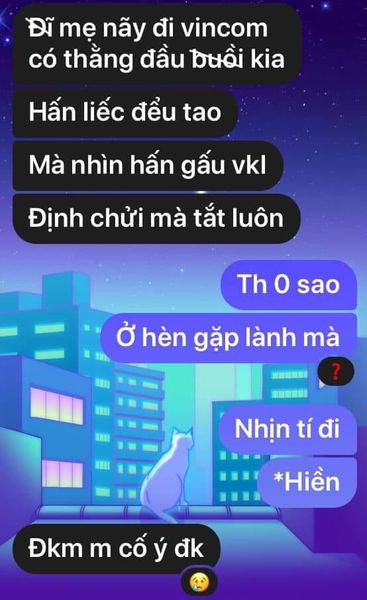 Đĩ mẹ nãy đi vincom
có thằng đầu buồi kia
Hấn liếc đểu tao
Mà nhìn hấn gấu vkl
Định chửi mà tắt luôn
Th 0 sao
Ở hèn gặp lành mà
❓
Nhịn tí đi
*Hiền
Đkm m cố ý đk
😢